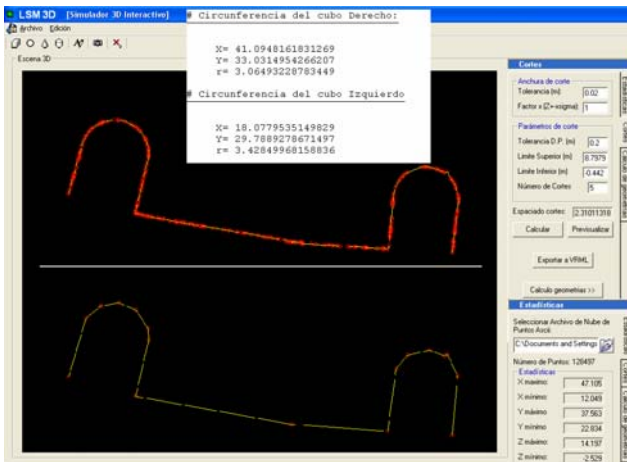 LSM 3D [Simulador 3D Interactivo]
Archivo Edición
Escena 3D
# Circunferencia del cubo Derecho:
X= 41.0948161831269
Y= 33.0314954266207
r= 3.06493228783449
# Circunferencia del cubo Izquierdo
X= 18.0779535149829
Y= 29.7889278671497
r= 3.42849968158836
Cortes
Anchura de corte
Tolerancia (m) 0.02
Factor x (Z+-xsigma): 1
Parámetros de corte
Tolerancia D.P. (m) 0.2
Limite Superior (m) 8.7979
Limite Inferior (m) -0.442
Número de Cortes 5
Espaciado cortes: 2.31011318
Calcular Previsualizar
Exportar a VRML
Calculo geometrias >>
Estadísticas
Seleccionar Archivo de Nube de
Puntos Ascii:
C:\Documents and Settings
Número de Puntos: 128497
Estadísticas
X maximo: 47.105
X mínimo: 12.049
Y máximo: 37.563
Y mínimo: 22.834
Z máximo: 14.197
Z mínimo: -2.529